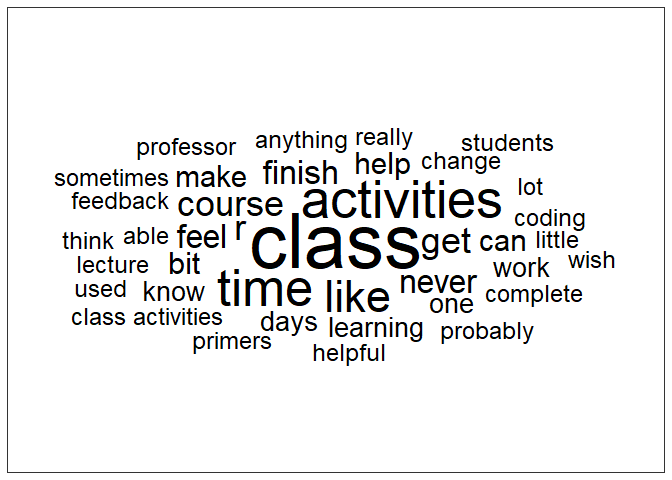 professor anything really students
sometimes make finish help change lot
feedback course activities coding
think able feel r class get can little
lecture bit work wish
used know time like never one complete
class activities days learning probably
primers helpful